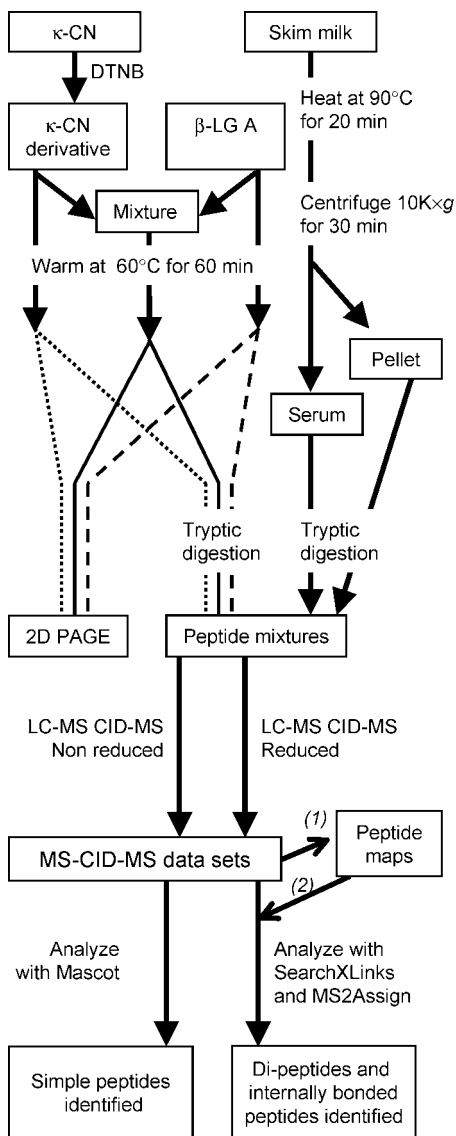 κ-CN
Skim milk
DTNB
Heat at 90°C
for 20 min
κ-CN
derivative
β-LG A
Mixture
Centrifuge 10K×g
for 30 min
Warm at 60°C for 60 min
Pellet
Serum
Tryptic
digestion
Tryptic
digestion
2D PAGE
Peptide mixtures
LC-MS CID-MS
Non reduced
LC-MS CID-MS
Reduced
(1)
MS-CID-MS data sets
Peptide
maps
(2)
Analyze
with Mascot
Analyze with
SearchXLinks
and MS2Assign
Simple peptides
identified
Di-peptides and
internally bonded
peptides identified